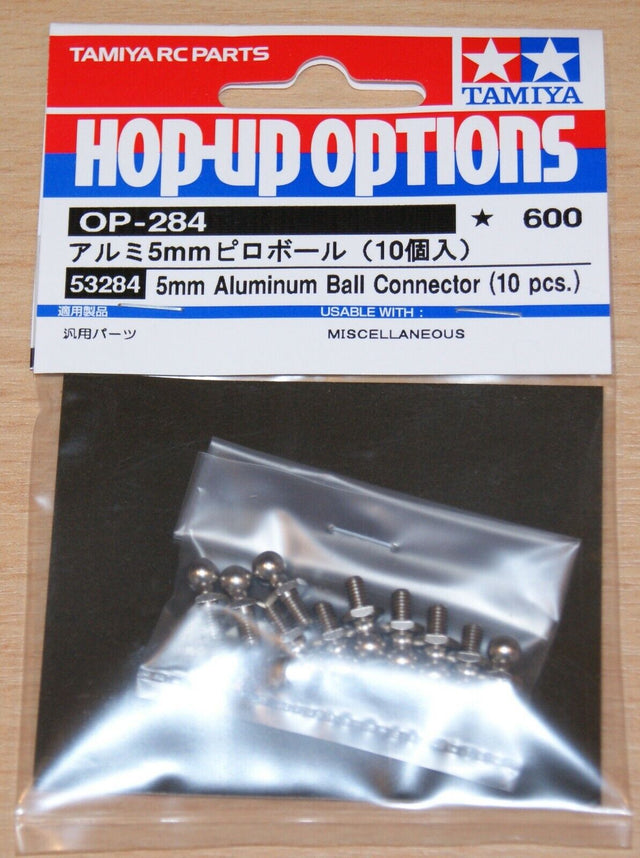 TAMIYA RC PARTS
TAMIYA
HOP-UP OPTIONS
OP-284 ★ 600
アルミ5mmピロボール（10個入）
53284 5mm Aluminum Ball Connector (10 pcs.)
適用製品 USABLE WITH :
汎用パーツ MISCELLANEOUS